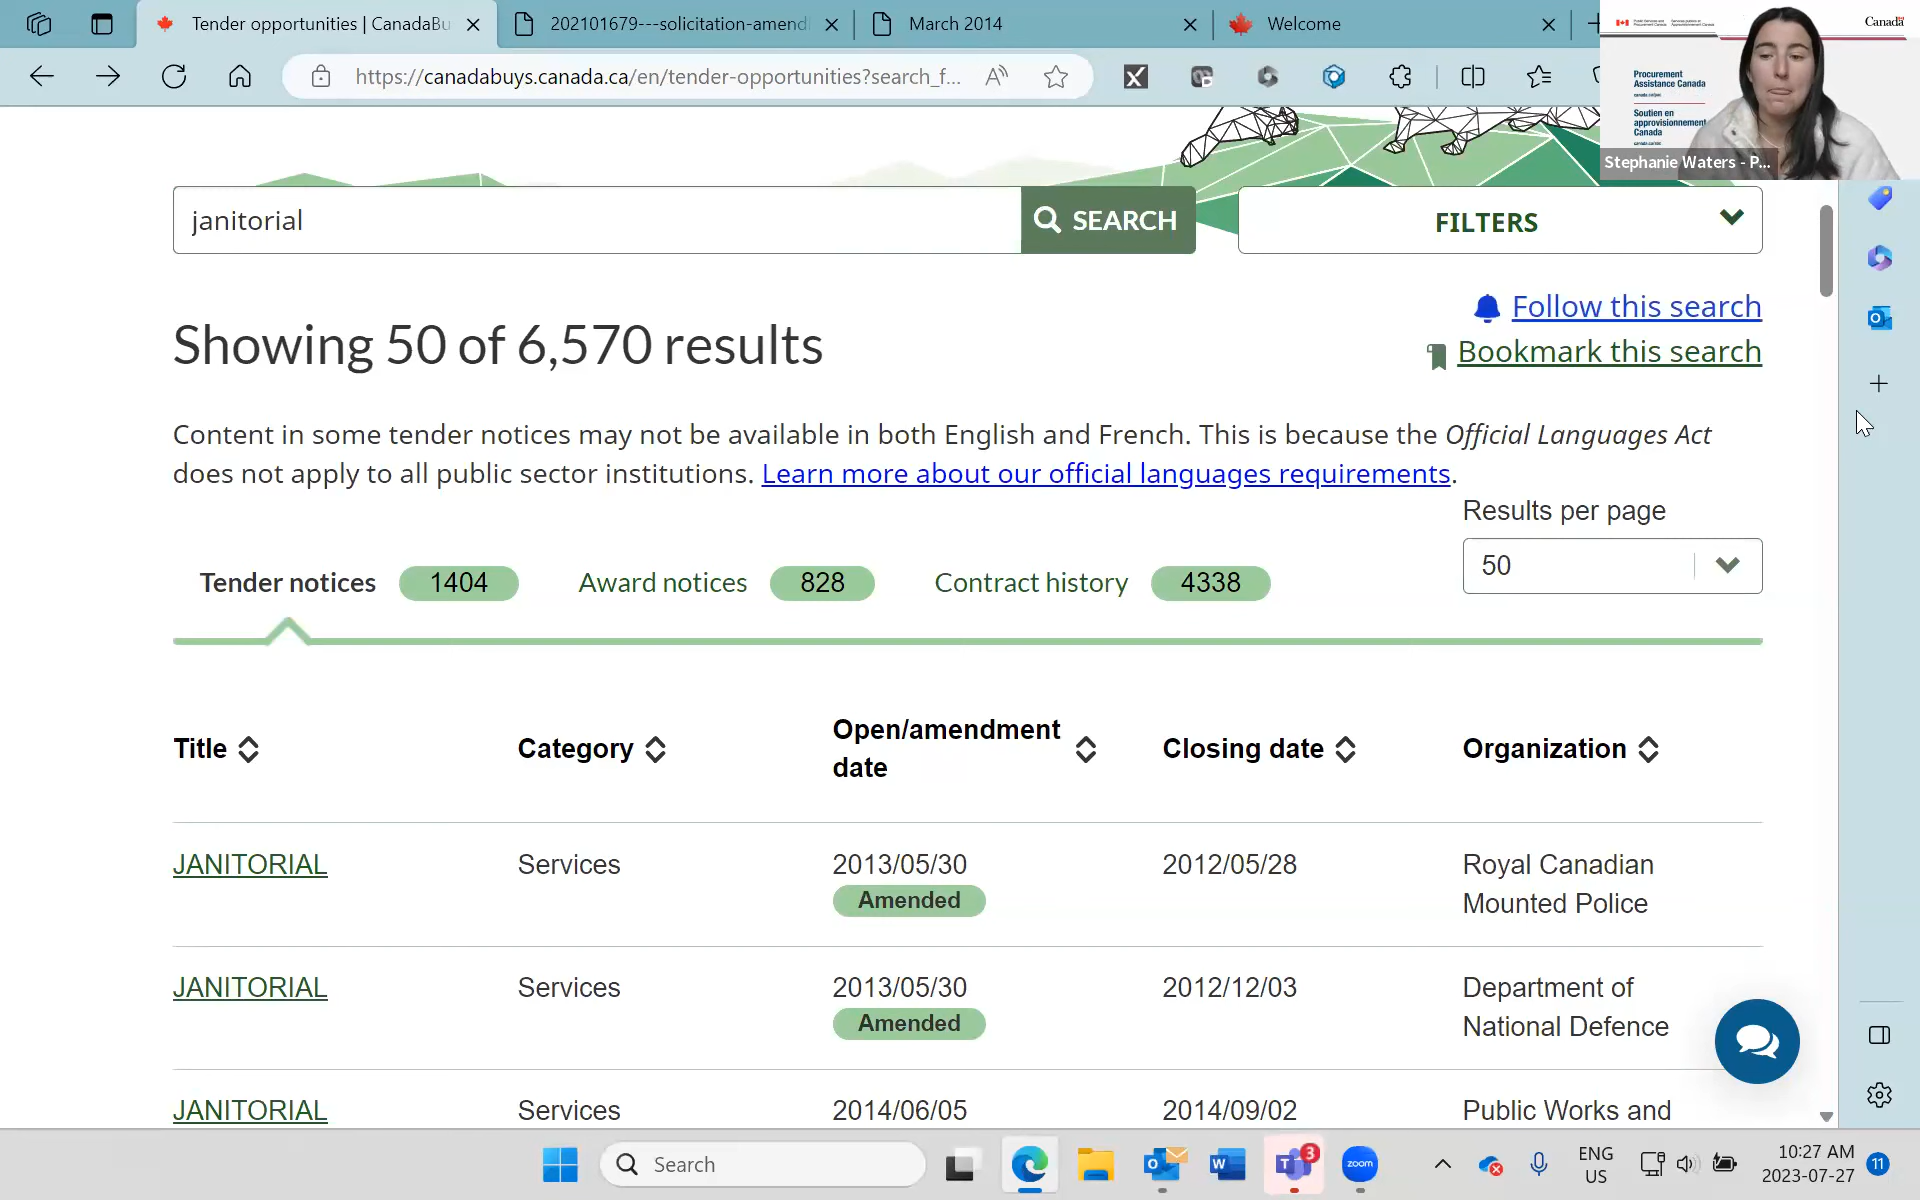 Tender opportunities | CanadaBu
202101679---solicitation-amend
March 2014
Welcome
https://canadabuys.canada.ca/en/tender-opportunities?search_f...
Canada
Procurement
Assistance Canada
Soutien en
approvisionnement
Canada
Stephanie Waters - P...
janitorial
SEARCH
FILTERS
Follow this search
Showing 50 of 6,570 results
Bookmark this search
Content in some tender notices may not be available in both English and French. This is because the Official Languages Act
does not apply to all public sector institutions. Learn more about our official languages requirements.
Results per page
50
Tender notices 1404 Award notices 828 Contract history 4338
Title Category Open/amendment date Closing date Organization
JANITORIAL Services 2013/05/30 2012/05/28 Royal Canadian
Amended Mounted Police
JANITORIAL Services 2013/05/30 2012/12/03 Department of
Amended National Defence
JANITORIAL Services 2014/06/05 2014/09/02 Public Works and
Search
3
zoom
ENG
US
10:27 AM
2023-07-27
11